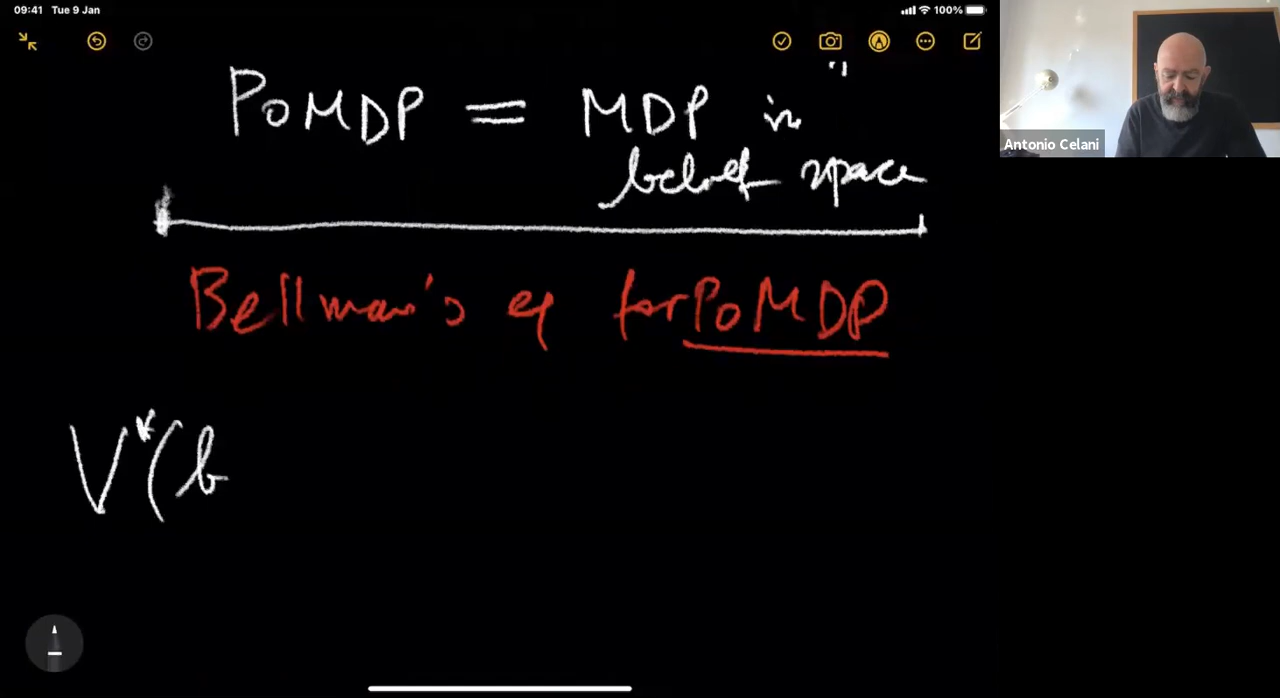 09:41 Tue 9 Jan 100%
POMDP = MDP in
belief space
Antonio Celani
Bellman's eq for POMDP
V*(b